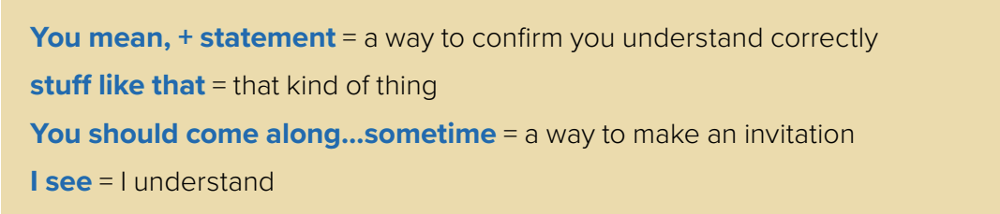 You mean, + statement = a way to confirm you understand correctly
stuff like that = that kind of thing
You should come along...sometime = a way to make an invitation
I see = I understand